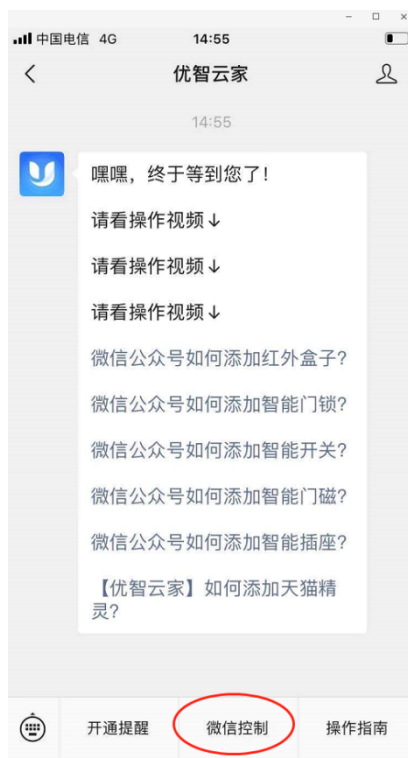 中国电信 4G 14:55
优智云家
14:55
嘿嘿，终于等到您了！
请看操作视频↓
请看操作视频↓
请看操作视频↓
微信公众号如何添加红外盒子?
微信公众号如何添加智能门锁?
微信公众号如何添加智能开关?
微信公众号如何添加智能门磁?
微信公众号如何添加智能插座?
【优智云家】如何添加天猫精
灵?
开通提醒 微信控制 操作指南